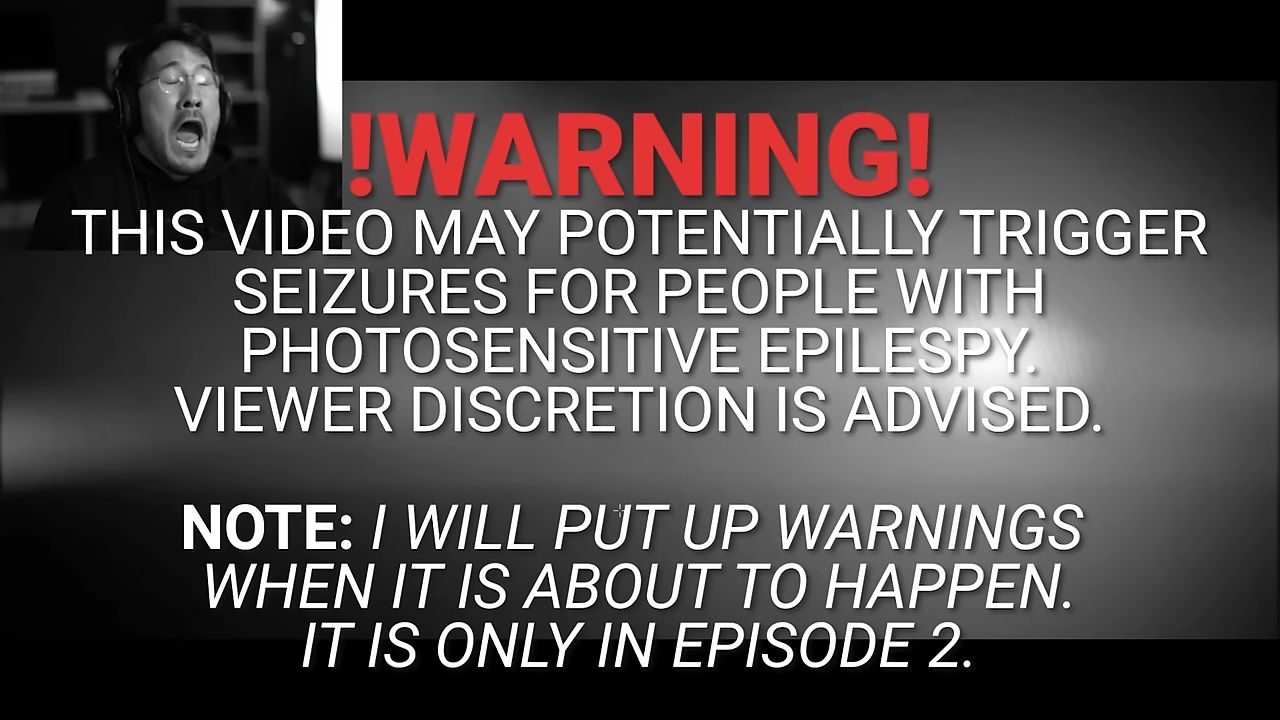 !WARNING!
THIS VIDEO MAY POTENTIALLY TRIGGER
SEIZURES FOR PEOPLE WITH
PHOTOSENSITIVE EPILESPY.
VIEWER DISCRETION IS ADVISED.
NOTE: I WILL PUT UP WARNINGS
WHEN IT IS ABOUT TO HAPPEN.
IT IS ONLY IN EPISODE 2.